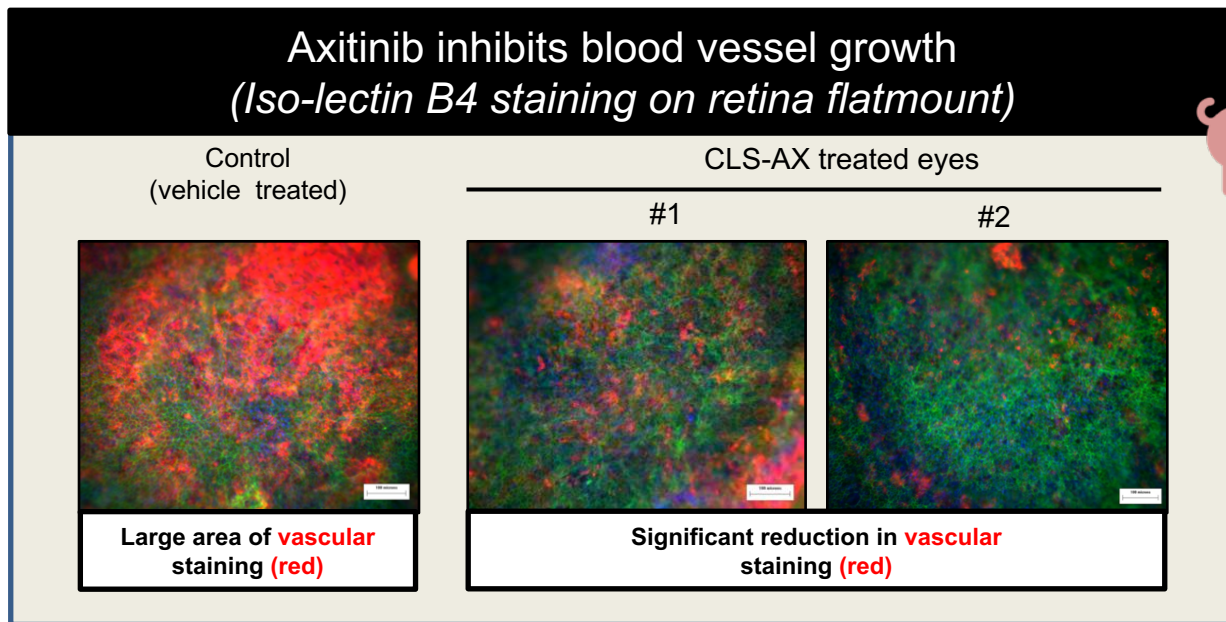 Axitinib inhibits blood vessel growth
(Iso-lectin B4 staining on retina flatmount)
Control
(vehicle treated)
CLS-AX treated eyes
#1
#2
Large area of vascular
staining (red)
Significant reduction in vascular
staining (red)